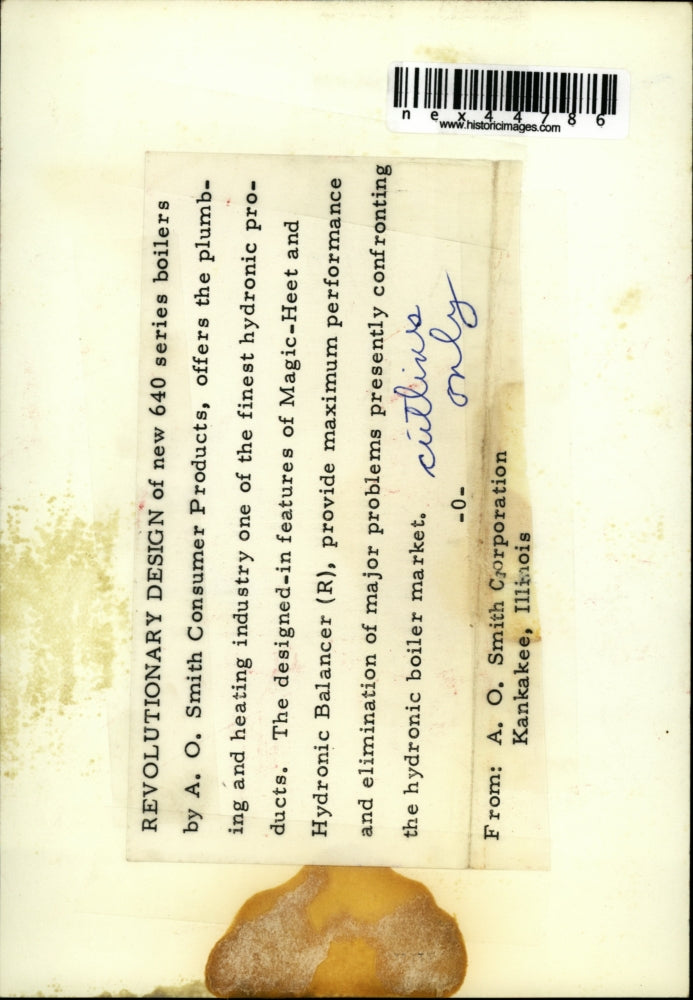 nex44786
www.historicimages.com
REVOLUTIONARY DESIGN of new 640 series boilers
by A. O. Smith Consumer Products, offers the plumb-
ing and heating industry one of the finest hydronic pro-
ducts. The designed-in features of Magic-Heet and
Hydronic Balancer (R), provide maximum performance
and elimination of major problems presently confronting
the hydronic boiler market.
cutlines
only
-0-
From: A. O. Smith Corporation
Kankakee, Illinois